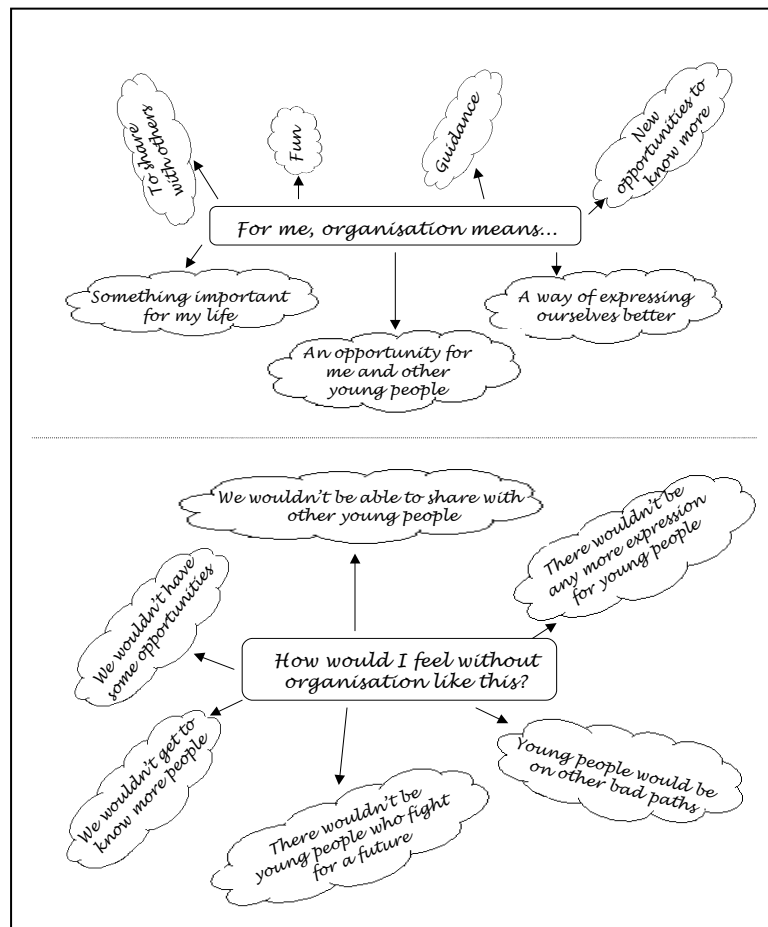 To share
with others
Fun
Guidance
New
opportunities to
know more
For me, organisation means...
Something important
for my life
A way of expressing
ourselves better
An opportunity for
me and other
young people
We wouldn't be able to share with
other young people
There wouldn't be
any more expression
for young people
We wouldn't have
some opportunities
How would I feel without
organisation like this?
We wouldn't get to
know more people
Young people would be
on other bad paths
There wouldn't be
young people who fight
for a future